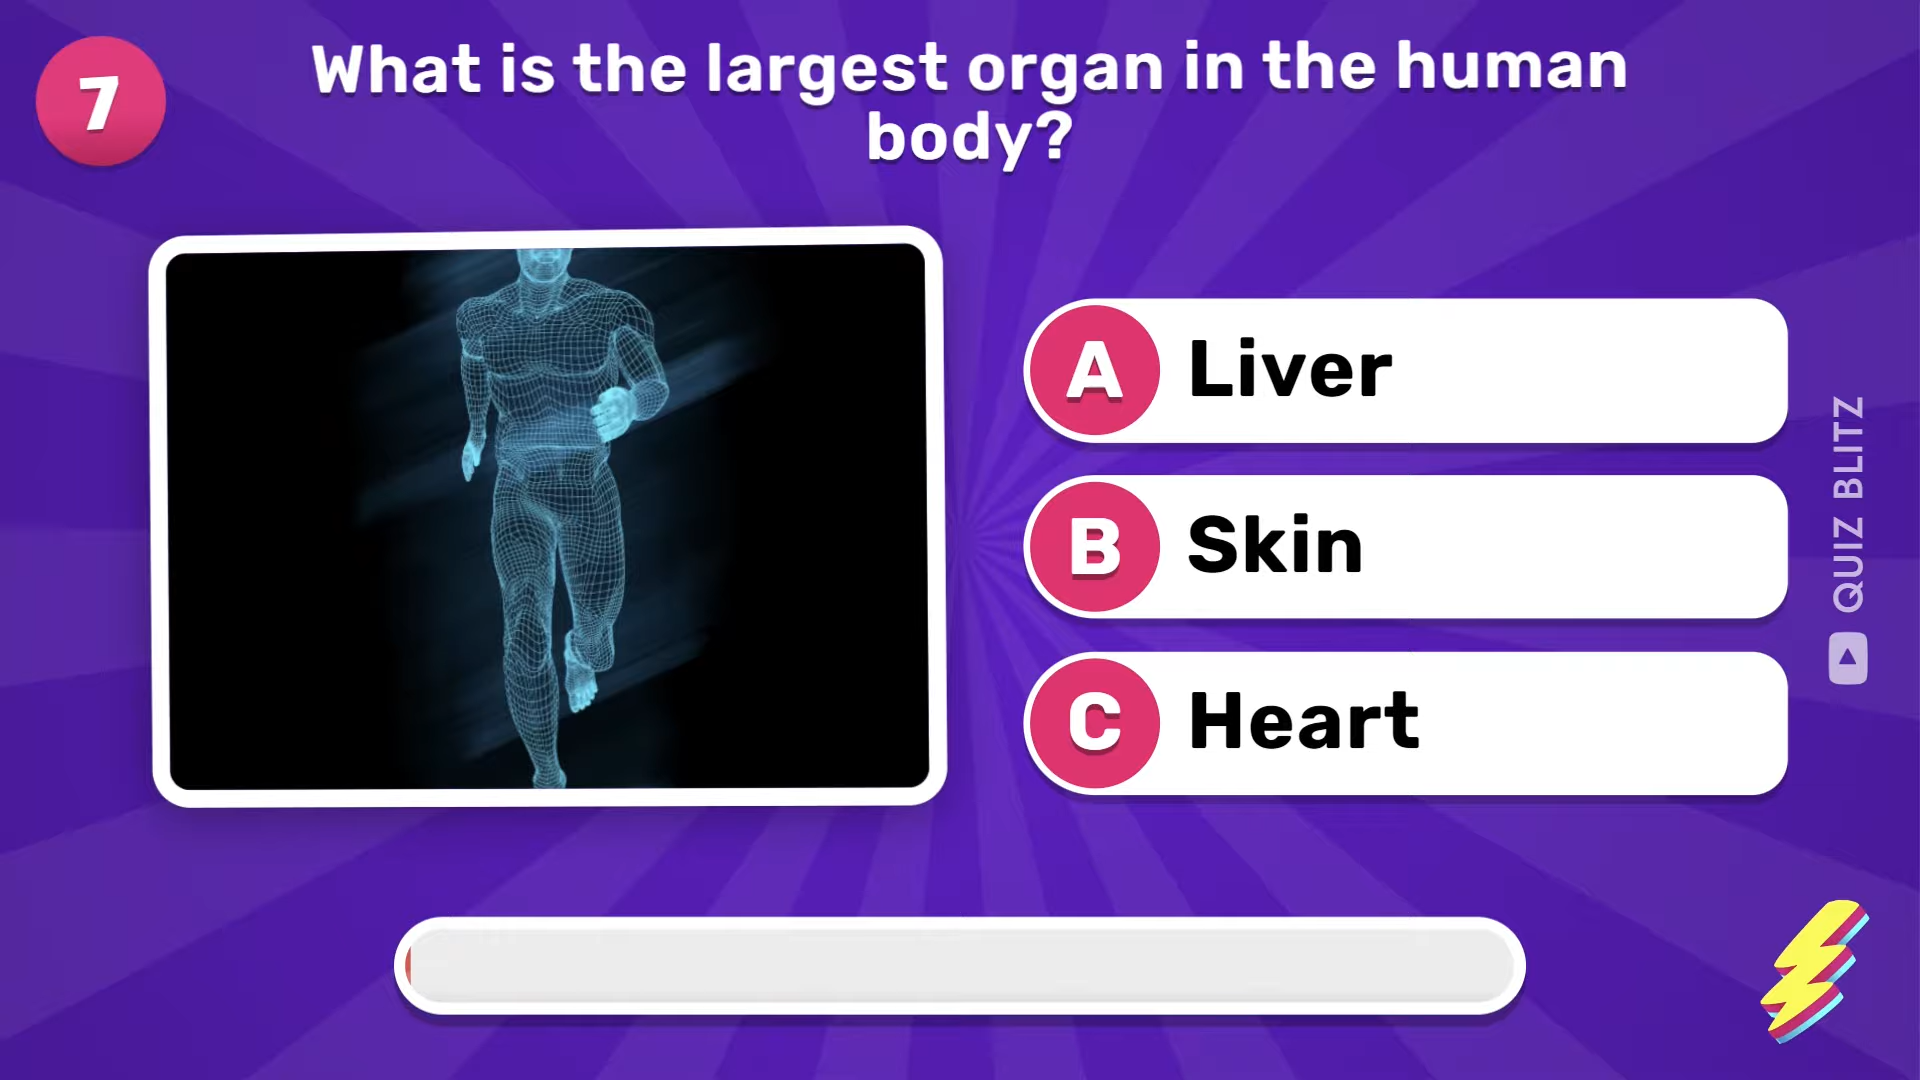 7
What is the largest organ in the human
body?
A Liver
B Skin
C Heart
QUIZ BLITZ